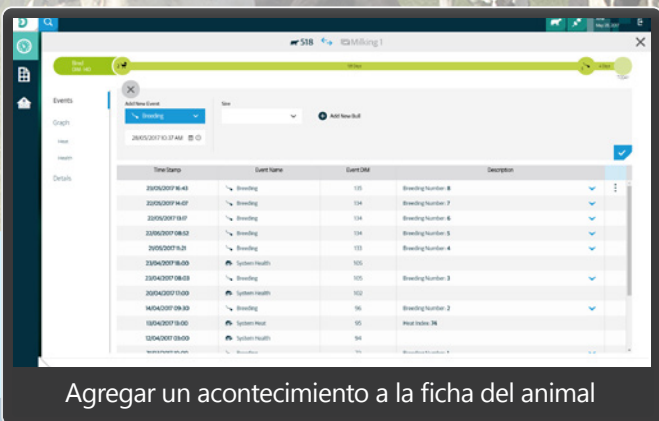 518 Milking 1
Bred
Events
Graph
Heat
Health
Details
Add New Event
Sire
Breeding
Add New Bull
28/05/2017 10:37 AM
Time Stamp Event Name Event DIM Description
23/05/2017 16:43 Breeding 135 Breeding Number: 8
22/05/2017 14:07 Breeding 134 Breeding Number: 7
22/05/2017 13:17 Breeding 134 Breeding Number: 6
22/05/2017 08:52 Breeding 134 Breeding Number: 5
21/05/2017 11:21 Breeding 133 Breeding Number: 4
23/04/2017 18:00 System Health 105
23/04/2017 08:03 Breeding 105 Breeding Number: 3
20/04/2017 17:00 System Health 102
14/04/2017 09:30 Breeding 96 Breeding Number: 2
13/04/2017 15:00 System Heat 95 Heat Index: 74
12/04/2017 03:00 System Health 94
Agregar un acontecimiento a la ficha del animal